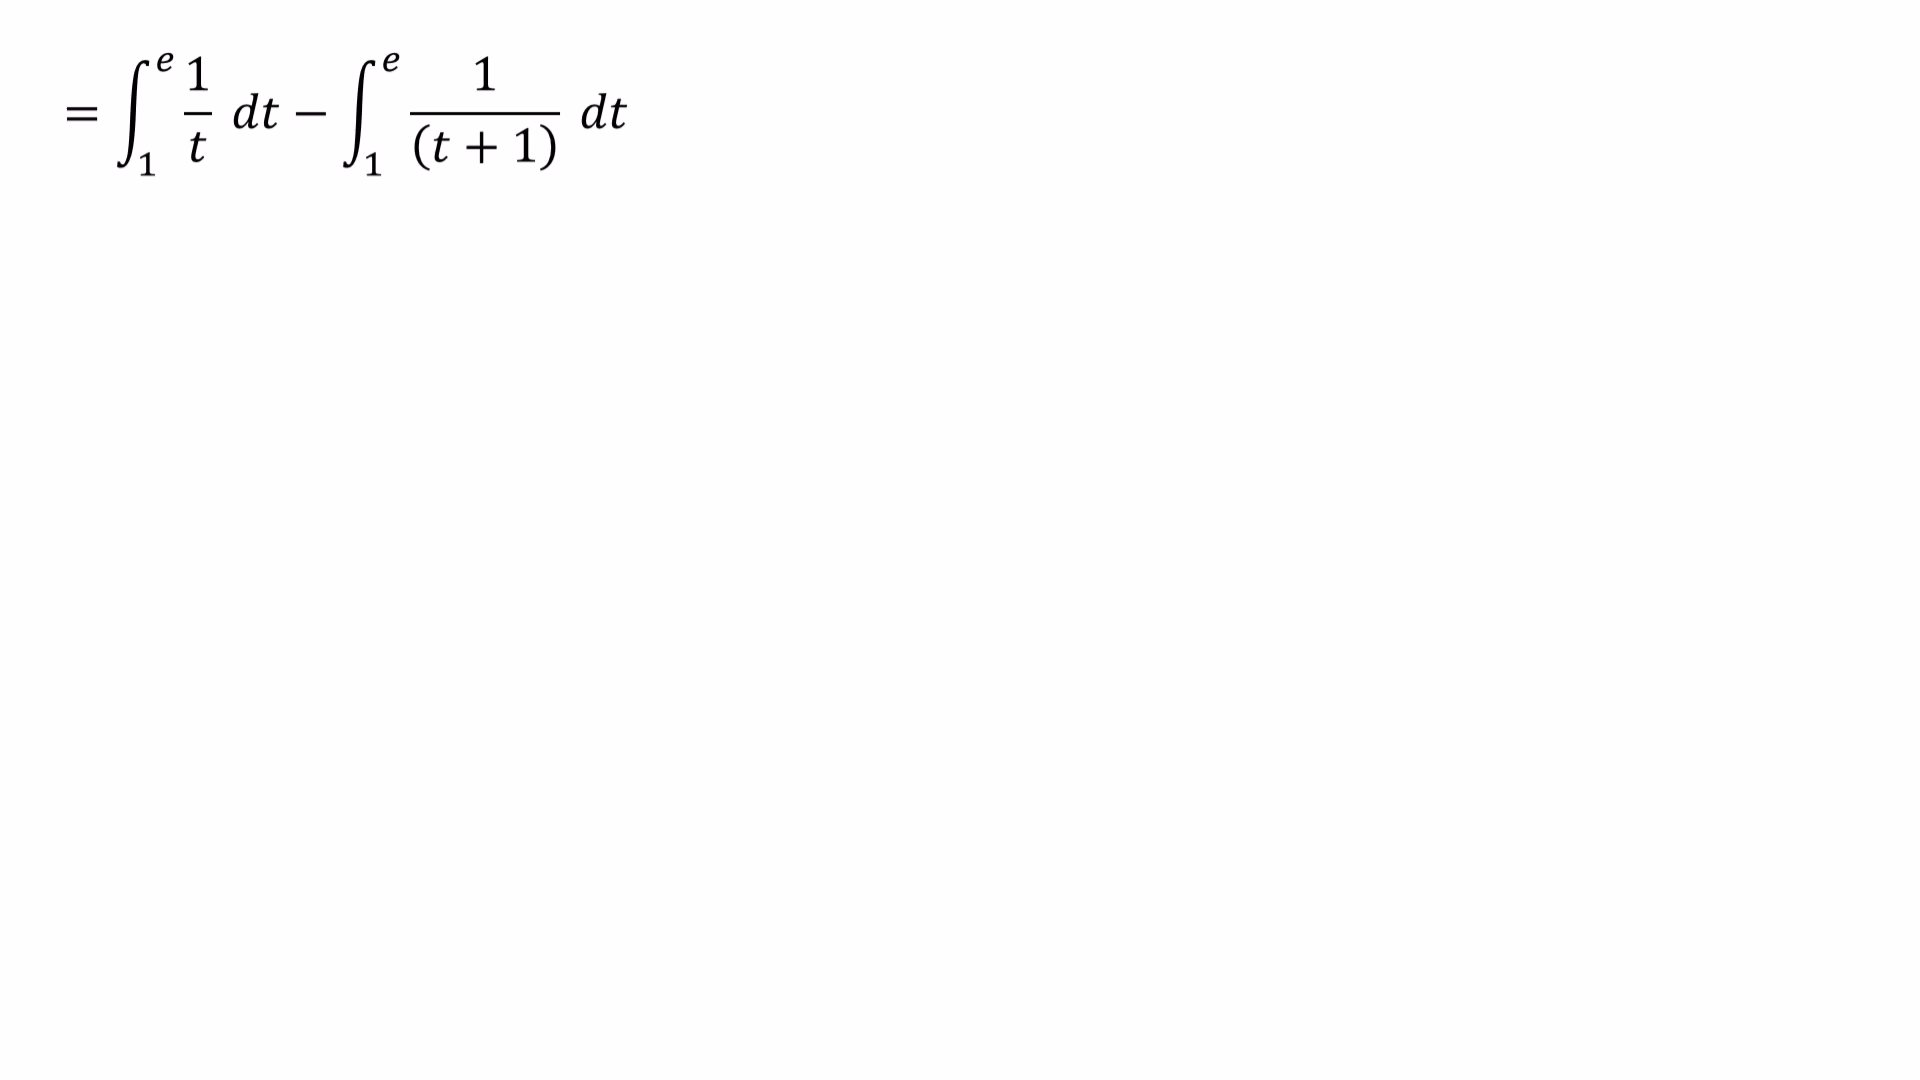 = ∫₁ᵉ 1/t dt − ∫₁ᵉ 1/(t + 1) dt